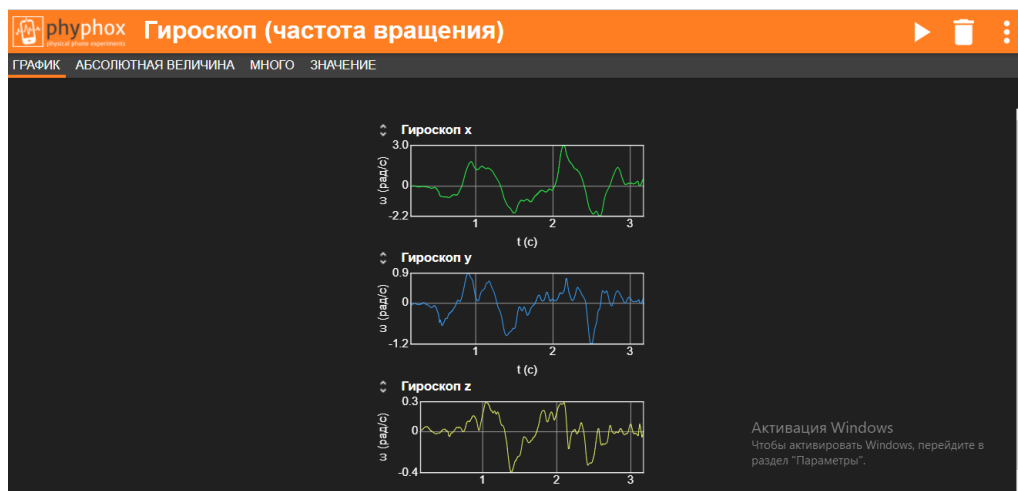 phyphox
physical phone experiments
Гироскоп (частота вращения)
ГРАФИК АБСОЛЮТНАЯ ВЕЛИЧИНА МНОГО ЗНАЧЕНИЕ
Гироскоп x
3.0
0
-2.2
ω (рад/с)
1 2 3
t (с)
Гироскоп y
0.9
0
-1.2
ω (рад/с)
1 2 3
t (с)
Гироскоп z
0.3
0
-0.4
ω (рад/с)
1 2 3
Активация Windows
Чтобы активировать Windows, перейдите в
раздел "Параметры".